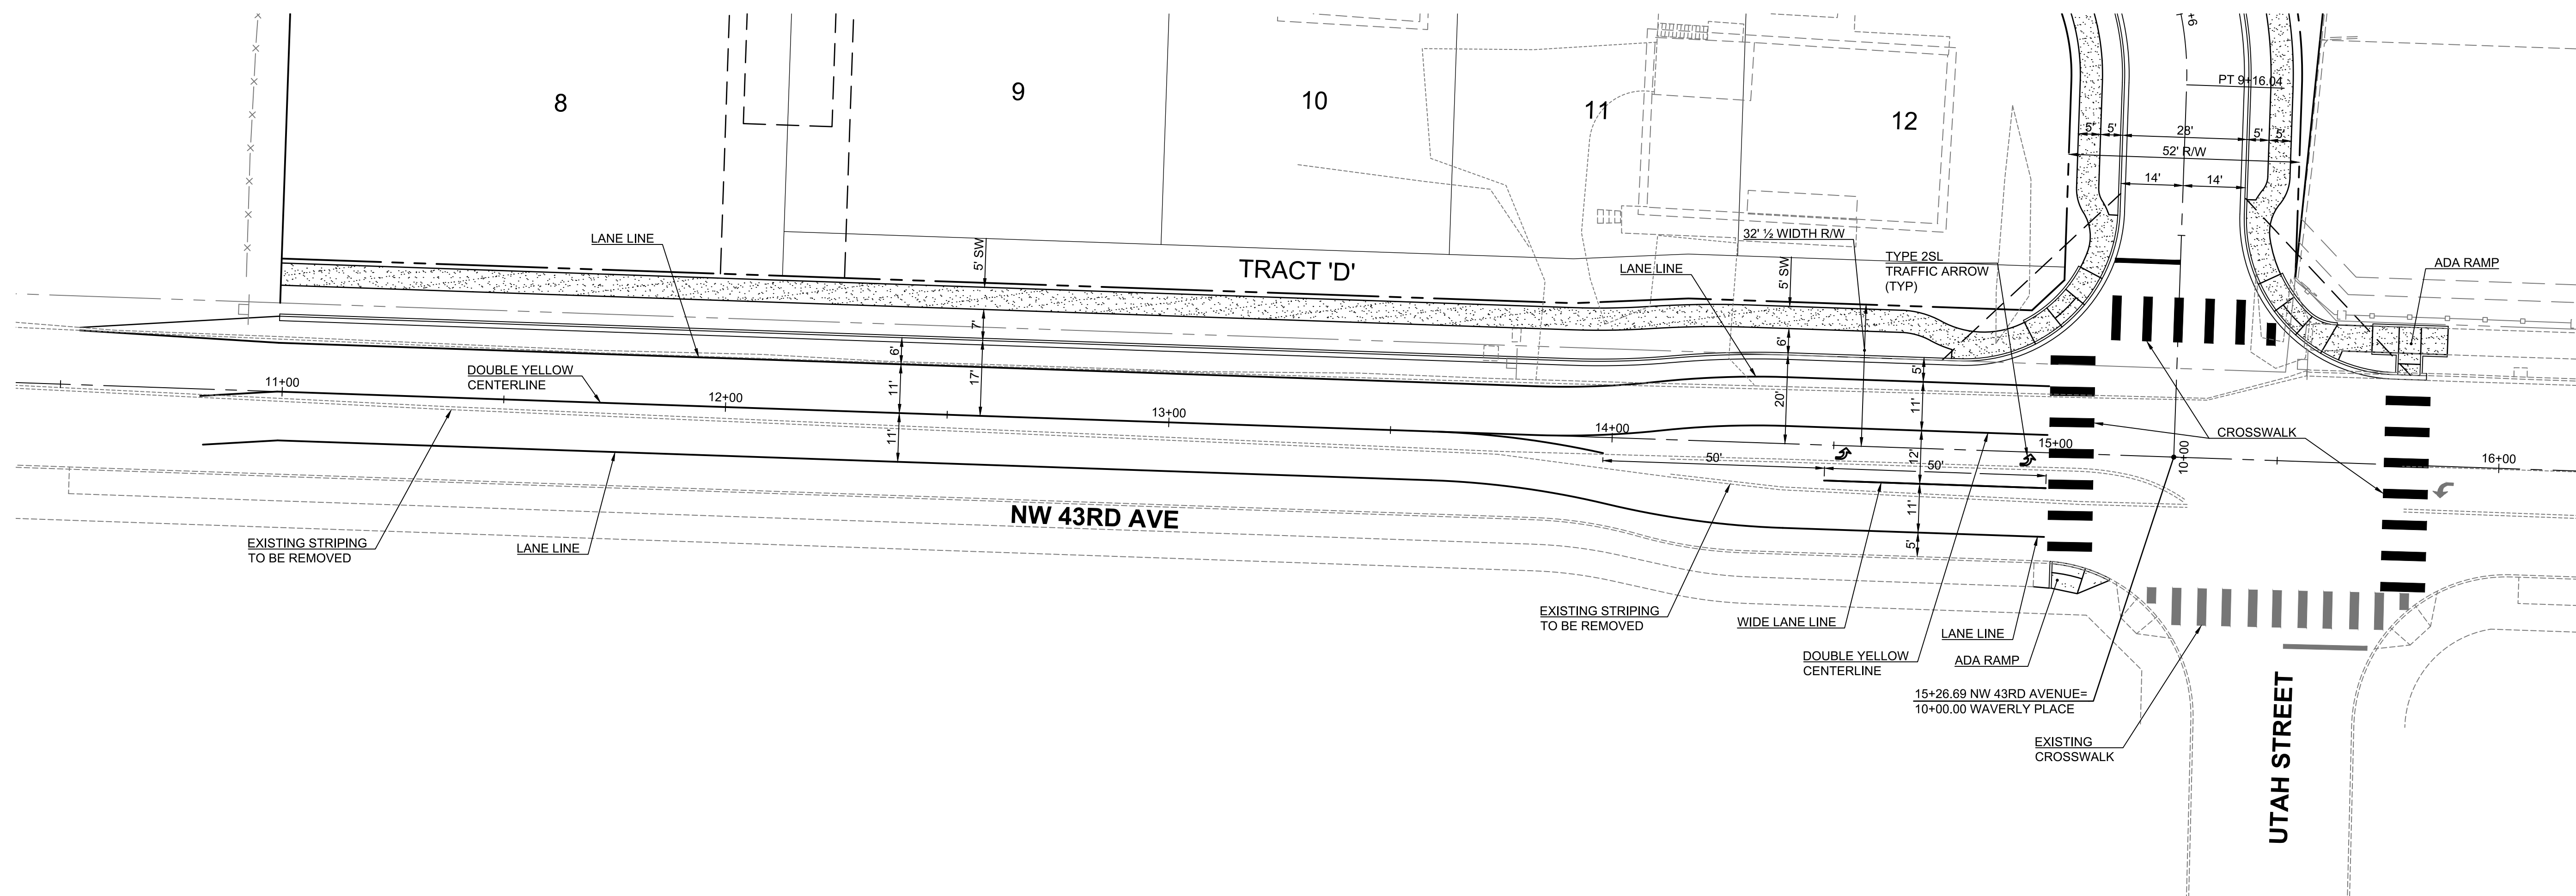 9+
PT 9+16.04
8
9
10
11
12
5'
5'
28'
5'
5'
52' R/W
14'
14'
LANE LINE
5' SW
TRACT 'D'
32' ½ WIDTH R/W
LANE LINE
5' SW
TYPE 2SL
TRAFFIC ARROW
(TYP)
ADA RAMP
7'
6'
6'
5'
DOUBLE YELLOW
CENTERLINE
11+00
12+00
13+00
14+00
15+00
16+00
11'
17'
11'
20'
11'
12'
11'
5'
50'
50'
10+00
CROSSWALK
NW 43RD AVE
EXISTING STRIPING
TO BE REMOVED
LANE LINE
EXISTING STRIPING
TO BE REMOVED
WIDE LANE LINE
DOUBLE YELLOW
CENTERLINE
LANE LINE
ADA RAMP
15+26.69 NW 43RD AVENUE=
10+00.00 WAVERLY PLACE
EXISTING
CROSSWALK
UTAH STREET